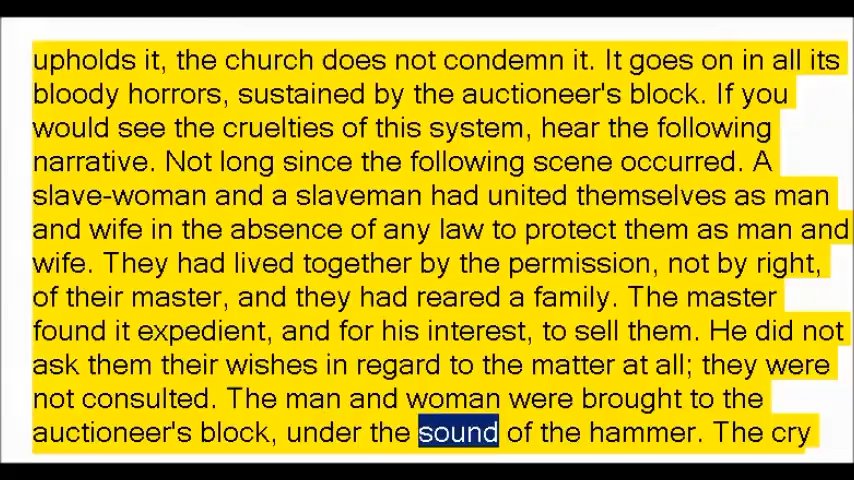 upholds it, the church does not condemn it. It goes on in all its
bloody horrors, sustained by the auctioneer's block. If you
would see the cruelties of this system, hear the following
narrative. Not long since the following scene occurred. A
slave-woman and a slaveman had united themselves as man
and wife in the absence of any law to protect them as man and
wife. They had lived together by the permission, not by right,
of their master, and they had reared a family. The master
found it expedient, and for his interest, to sell them. He did not
ask them their wishes in regard to the matter at all; they were
not consulted. The man and woman were brought to the
auctioneer's block, under the sound of the hammer. The cry